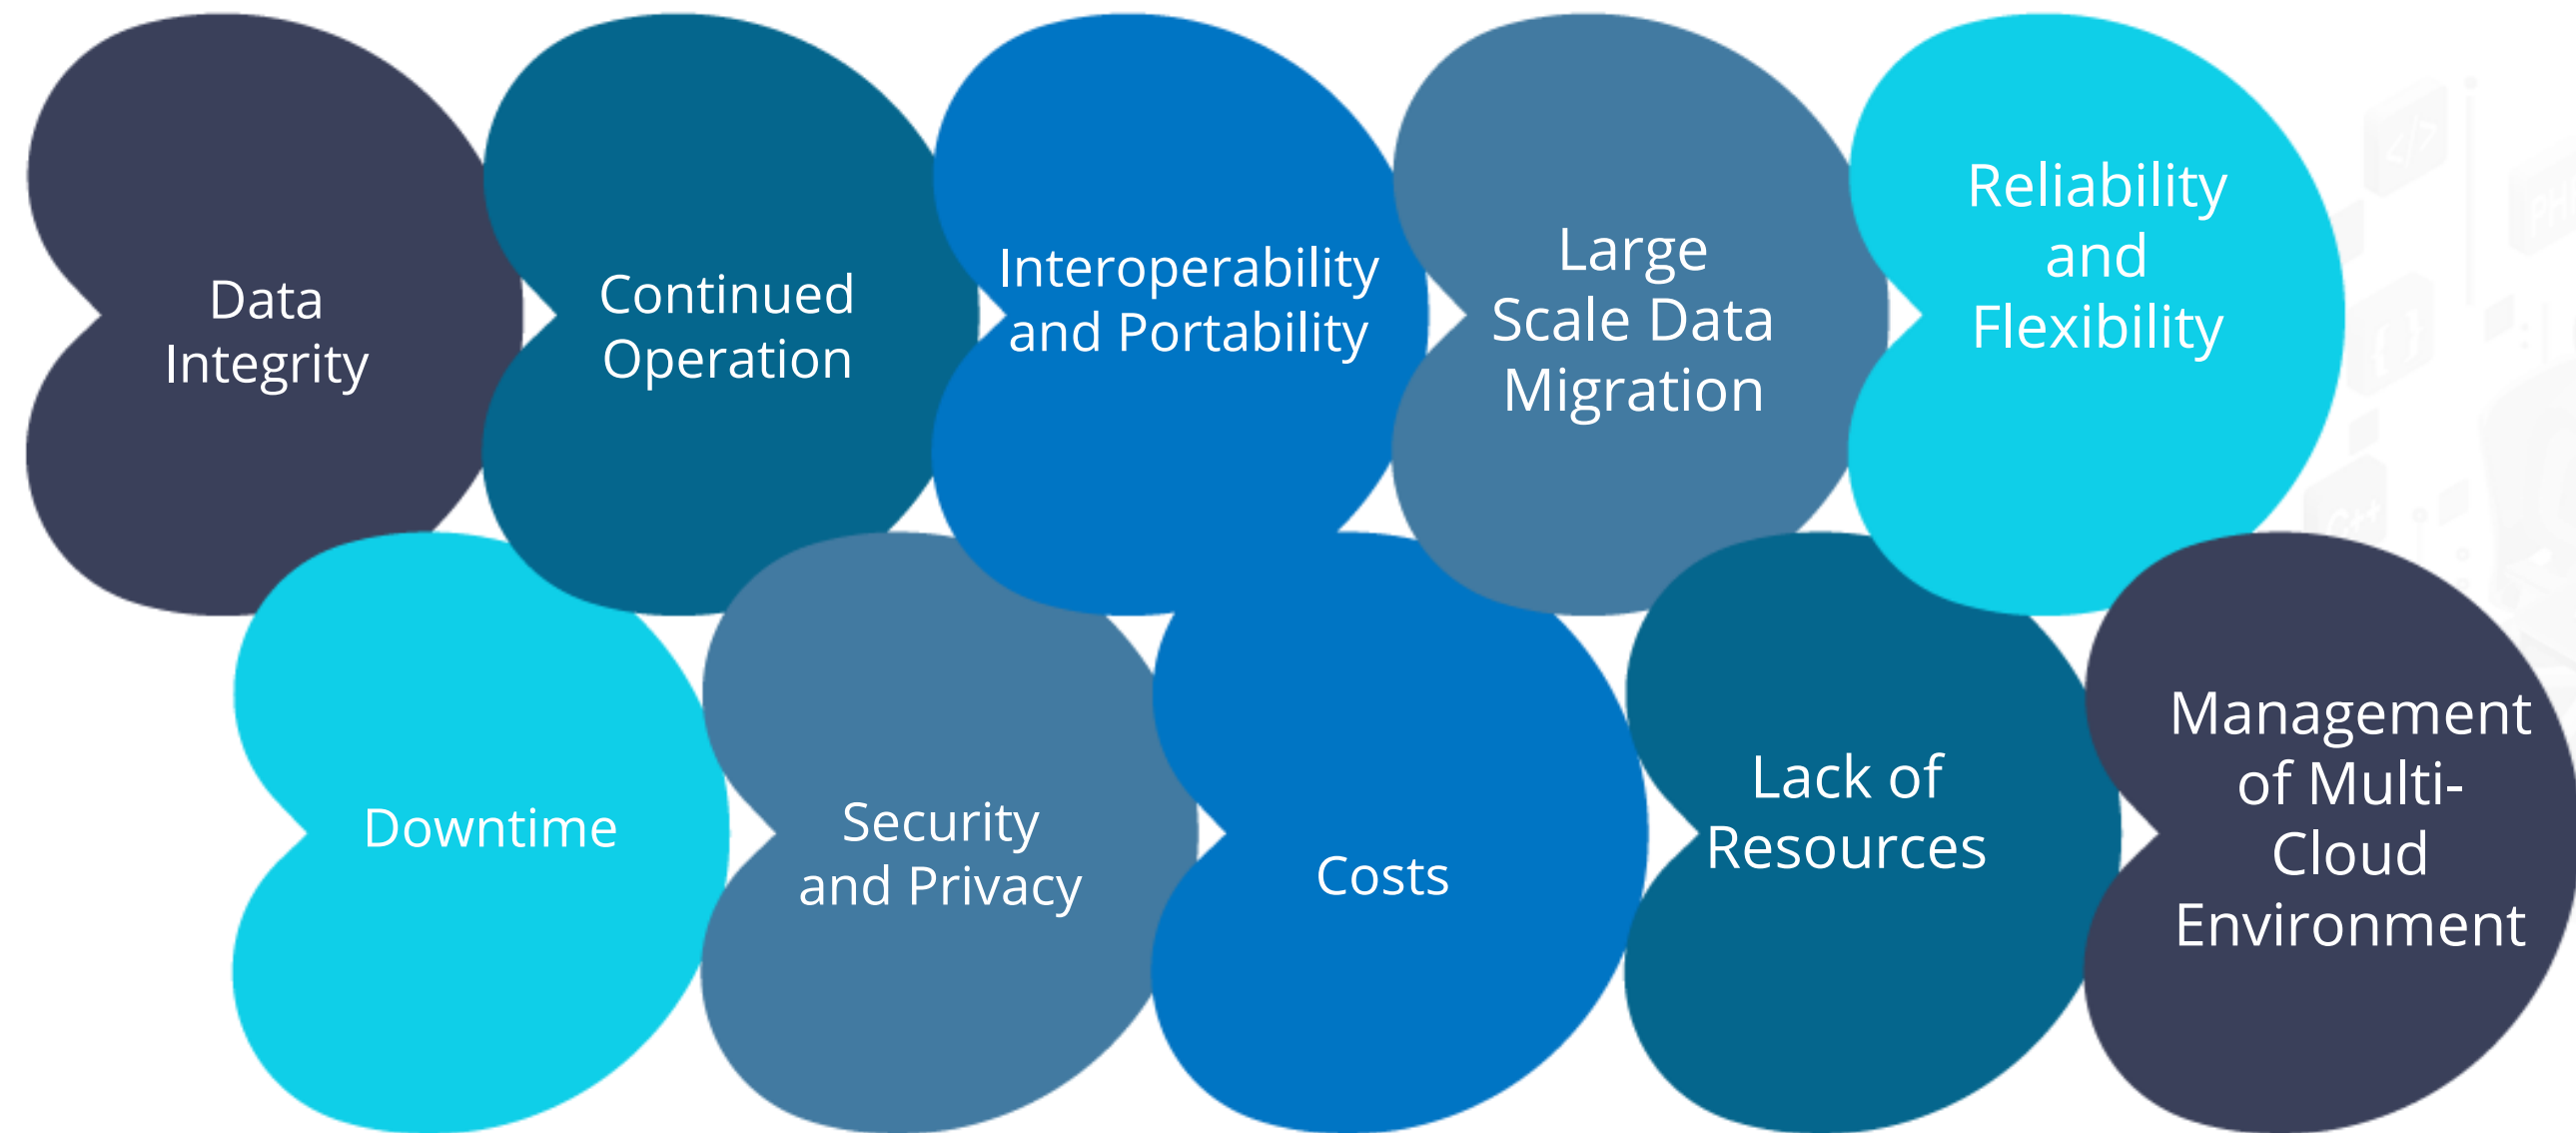 Data
Integrity
Continued
Operation
Interoperability
and Portability
Large
Scale Data
Migration
Reliability
and
Flexibility
Downtime
Security
and Privacy
Costs
Lack of
Resources
Management
of Multi-
Cloud
Environment